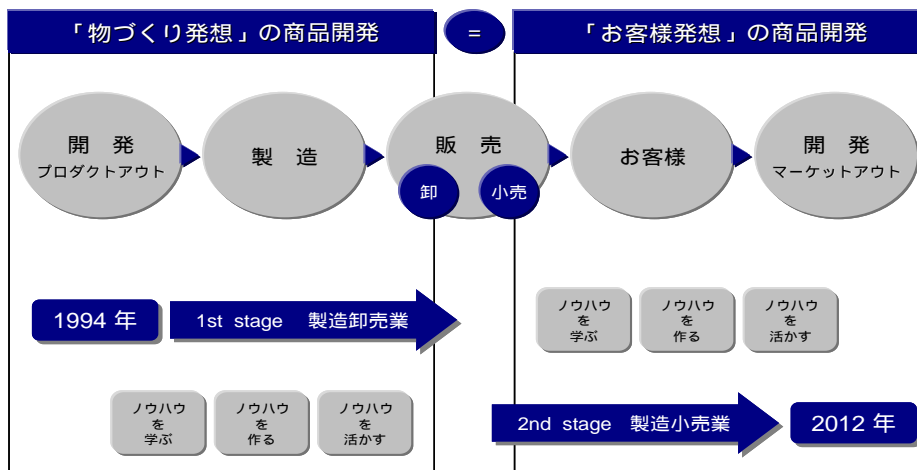 「物づくり発想」の商品開発
=
「お客様発想」の商品開発
開 発
プロダクトアウト
製 造
販 売
卸
小売
お客様
開 発
マーケットアウト
1994 年
1st stage 製造卸売業
ノウハウ
を
学ぶ
ノウハウ
を
作る
ノウハウ
を
活かす
ノウハウ
を
学ぶ
ノウハウ
を
作る
ノウハウ
を
活かす
2nd stage 製造小売業
2012 年